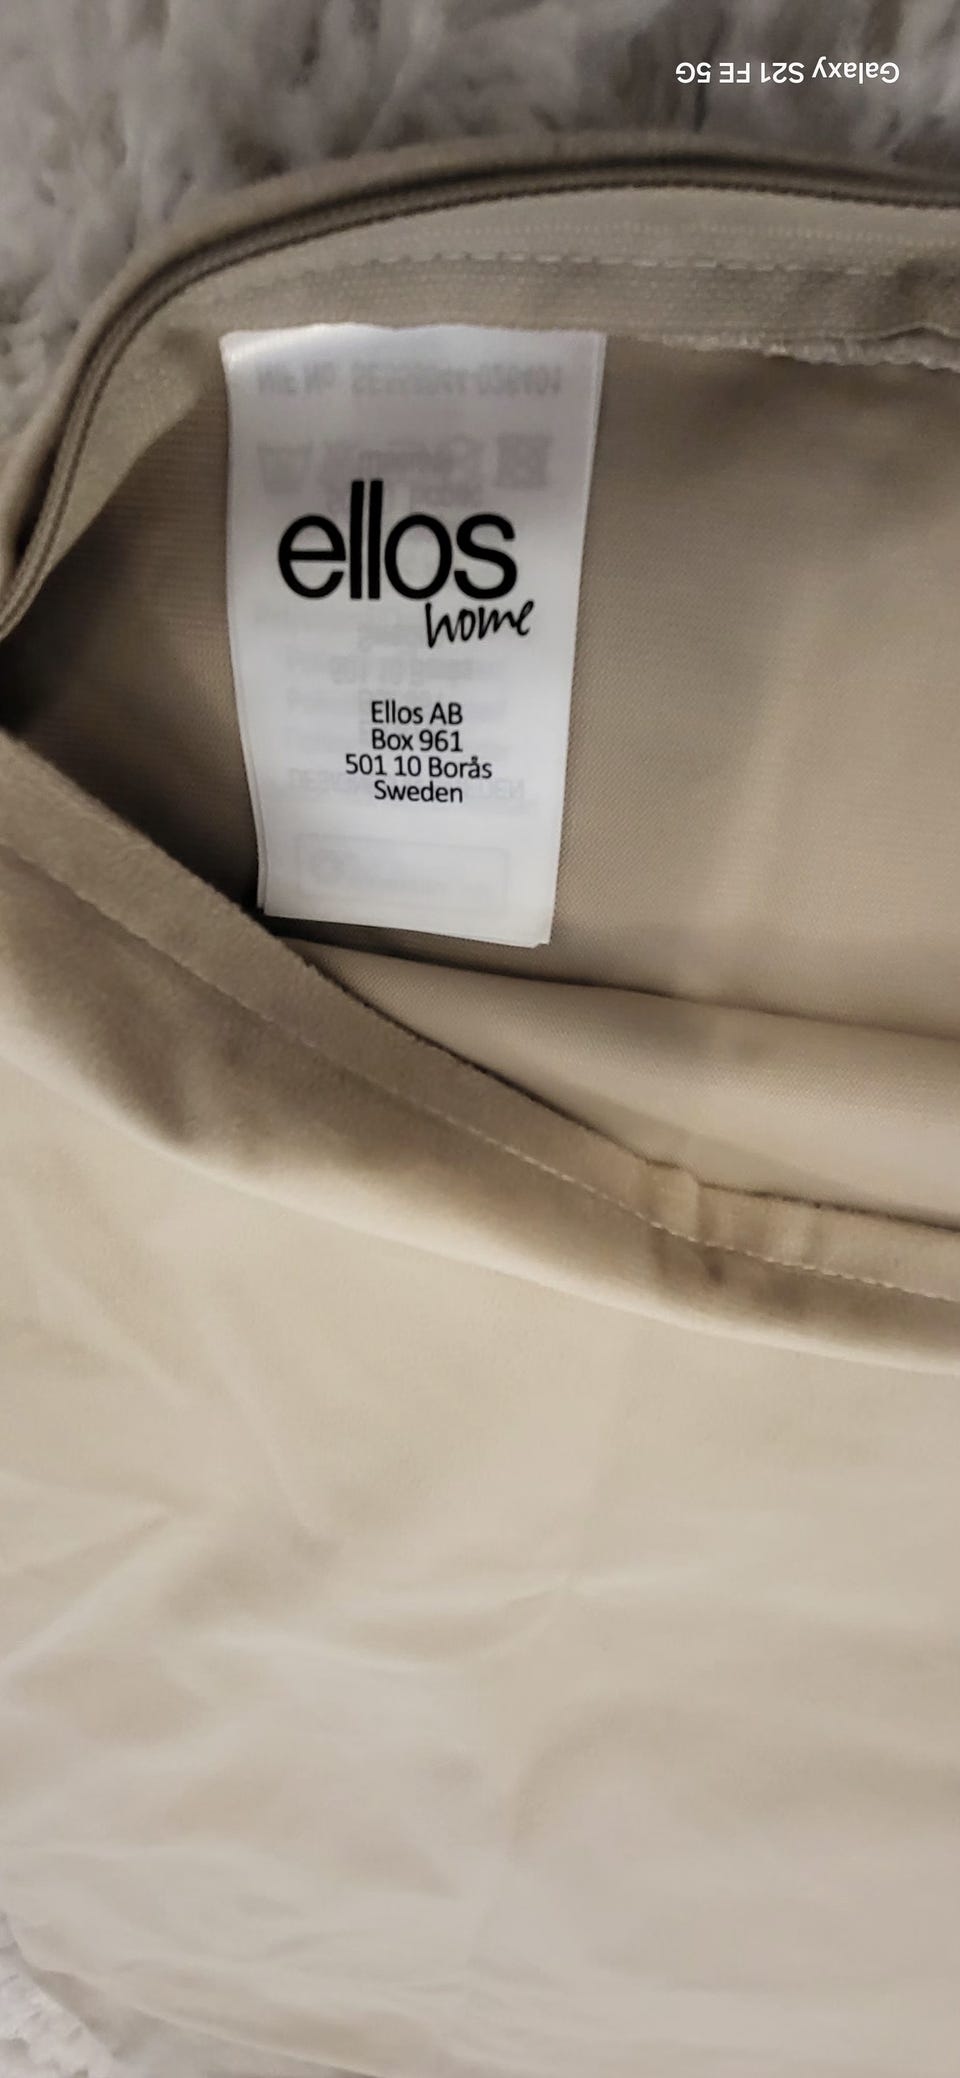 Galaxy S21 FE 5G
ellos
home
Ellos AB
Box 961
501 10 Borås
Sweden